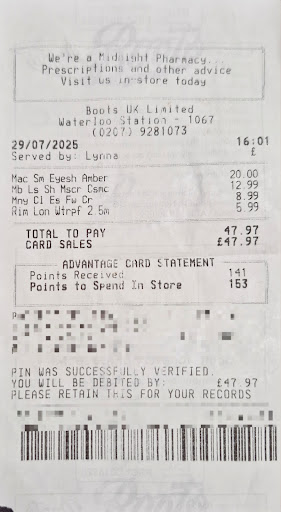 We're a Midnight Pharmacy...
Prescriptions and other advice
Visit us in-store today
Boots UK Limited
Waterloo Station - 1067
(0207) 9281073
29/07/2025 16:01
Served by: Lynna £
Mac Sm Eyesh Amber 20.00
Mb Ls Sh Mscr Csmc 12.99
Mny Cl Es Fw Cr 8.99
Rim Lon Wtrpf 2.5m 5.99
TOTAL TO PAY 47.97
CARD SALES £47.97
ADVANTAGE CARD STATEMENT
Points Received 141
Points to Spend In Store 153
PIN WAS SUCCESSFULLY VERIFIED.
YOU WILL BE DEBITED BY: £47.97
PLEASE RETAIN THIS FOR YOUR RECORDS